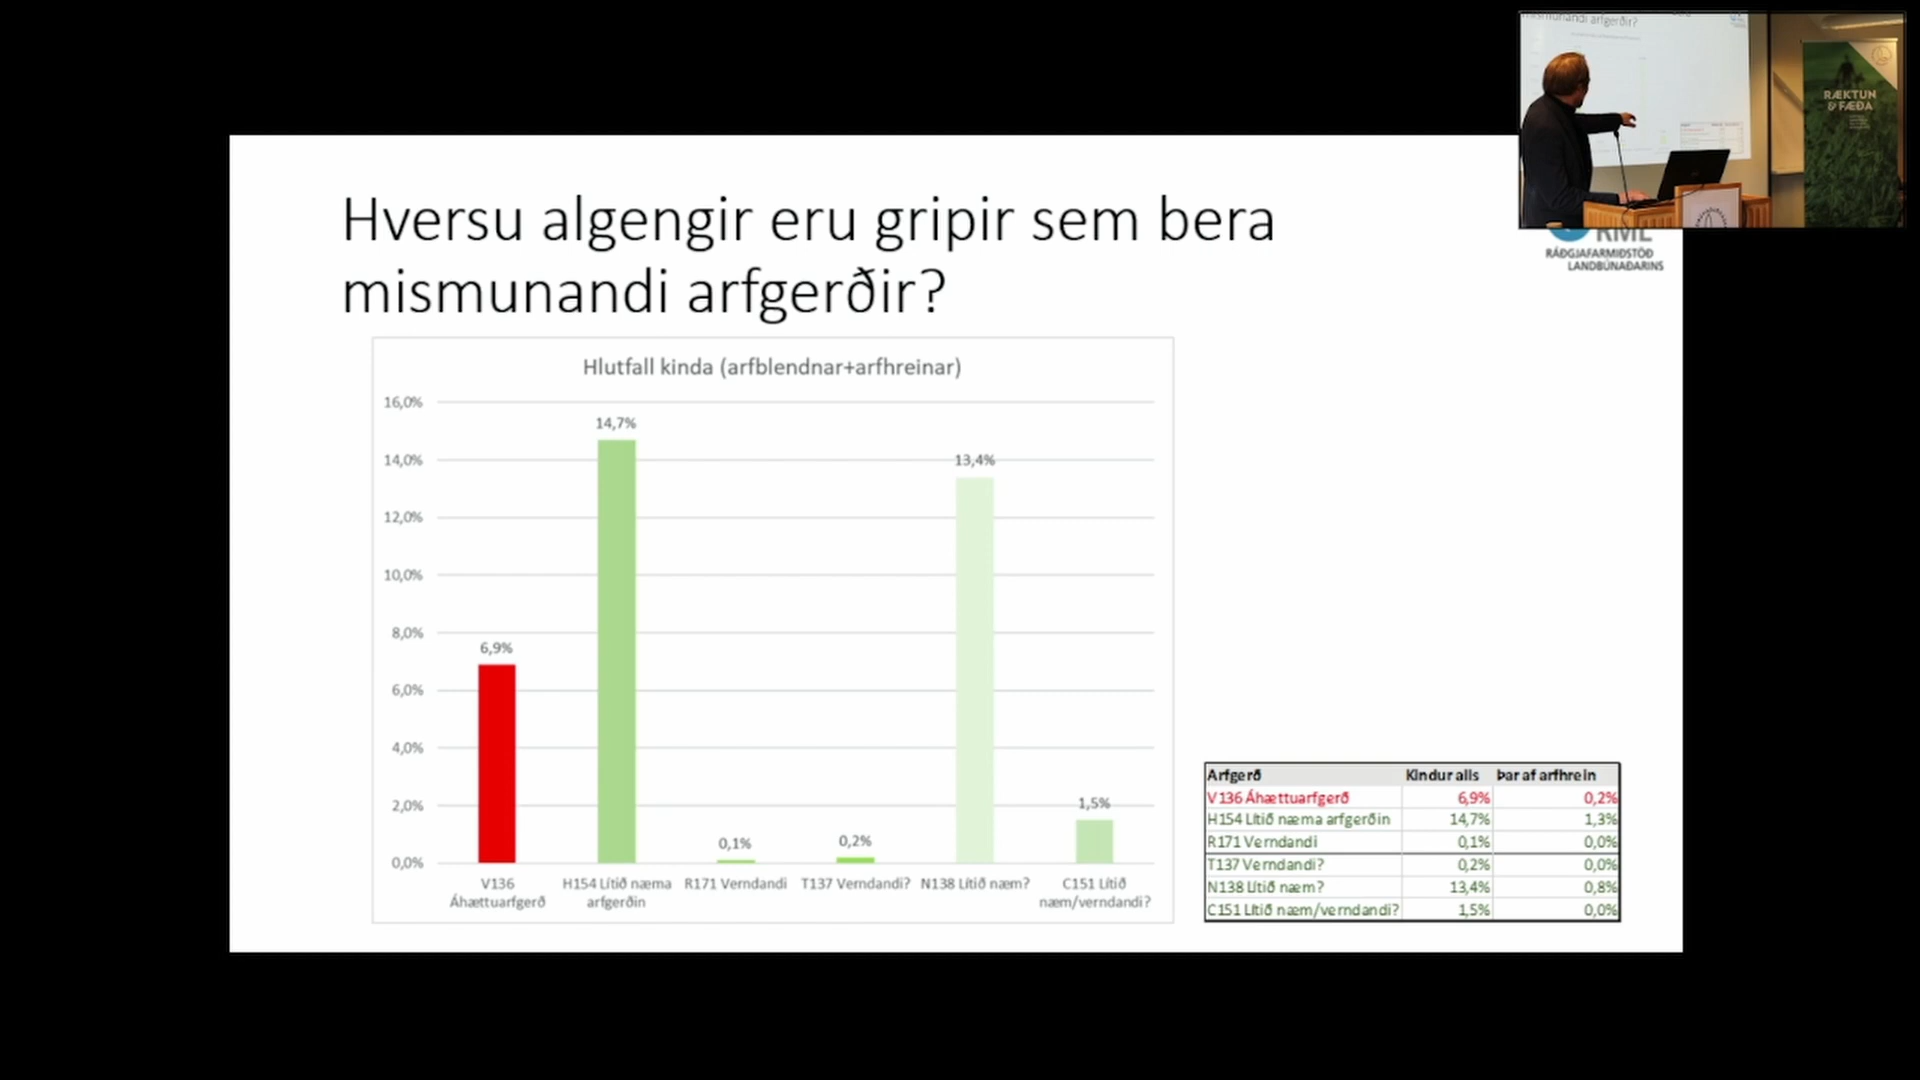 mismunandi arfgerðir?
RÆKTUN
& FÆÐA
Hversu algengir eru gripir sem bera
mismunandi arfgerðir?
RML
RÁÐGJAFARMIÐSTÖÐ
LANDBÚNAÐARINS
Hlutfall kinda (arfblendnar+arfhreinar)
16,0%
14,0%
12,0%
10,0%
8,0%
6,0%
4,0%
2,0%
0,0%
6,9%
14,7%
0,1%
0,2%
13,4%
1,5%
V136
Áhættuarfgerð
H154 Lítið næma
arfgerðin
R171 Verndandi
T137 Verndandi?
N138 Lítið næm?
C151 Lítið
næm/verndandi?
Arfgerð Kindur alls Þar af arfhrein
V136 Áhættuarfgerð 6,9% 0,2%
H154 Lítið næma arfgerðin 14,7% 1,3%
R171 Verndandi 0,1% 0,0%
T137 Verndandi? 0,2% 0,0%
N138 Lítið næm? 13,4% 0,8%
C151 Lítið næm/verndandi? 1,5% 0,0%